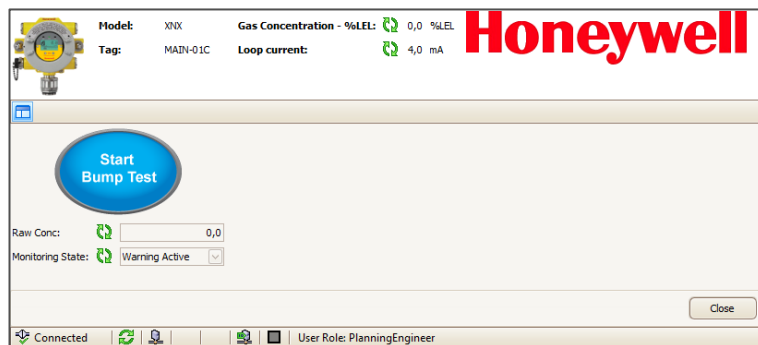 Model: XNX Gas Concentration - %LEL: 0,0 %LEL
Honeywell
Tag: MAIN-01C Loop current: 4,0 mA
Start
Bump Test
Raw Conc: 0,0
Monitoring State: Warning Active
Close
Connected User Role: PlanningEngineer